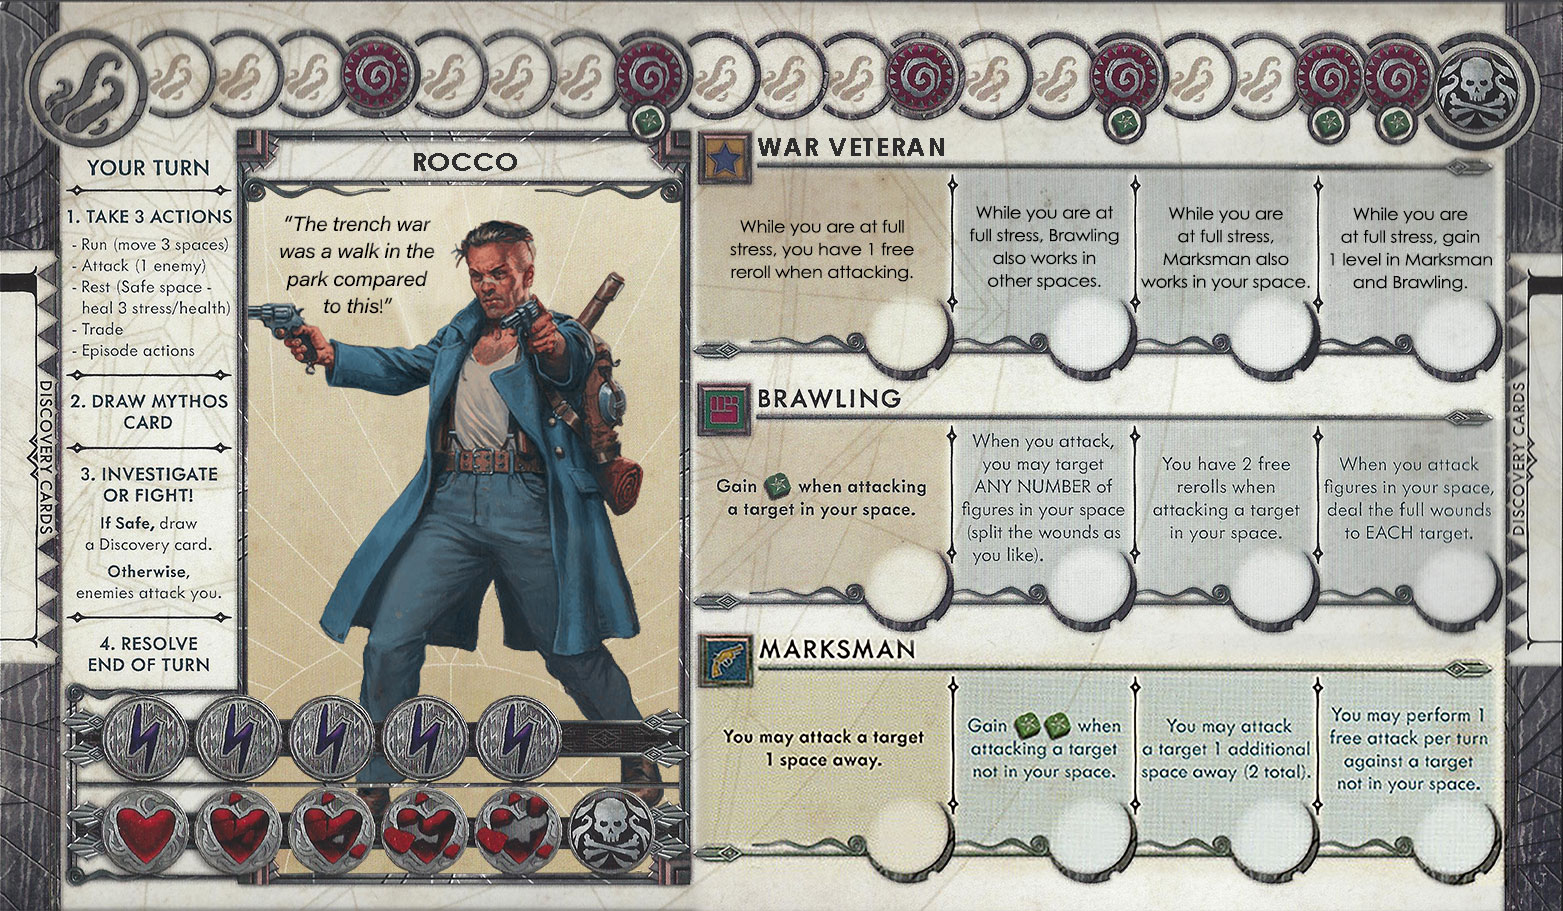 YOUR TURN
1. TAKE 3 ACTIONS
- Run (move 3 spaces)
- Attack (1 enemy)
- Rest (Safe space -
heal 3 stress/health)
- Trade
- Episode actions
2. DRAW MYTHOS
CARD
3. INVESTIGATE
OR FIGHT!
If Safe, draw
a Discovery card.
Otherwise,
enemies attack you.
4. RESOLVE
END OF TURN
DISCOVERY CARDS
ROCCO
"The trench war
was a walk in the
park compared
to this!"
WAR VETERAN
While you are at full
stress, you have 1 free
reroll when attacking.
While you are at
full stress, Brawling
also works in
other spaces.
While you are
at full stress,
Marksman also
works in your space.
While you are
at full stress, gain
1 level in Marksman
and Brawling.
BRAWLING
Gain when attacking
a target in your space.
When you attack,
you may target
ANY NUMBER of
figures in your space
(split the wounds as
you like).
You have 2 free
rerolls when
attacking a target
in your space.
When you attack
figures in your space,
deal the full wounds
to EACH target.
MARKSMAN
You may attack a target
1 space away.
Gain when
attacking a target
not in your space.
You may attack
a target 1 additional
space away (2 total).
You may perform 1
free attack per turn
against a target
not in your space.
DISCOVERY CARDS